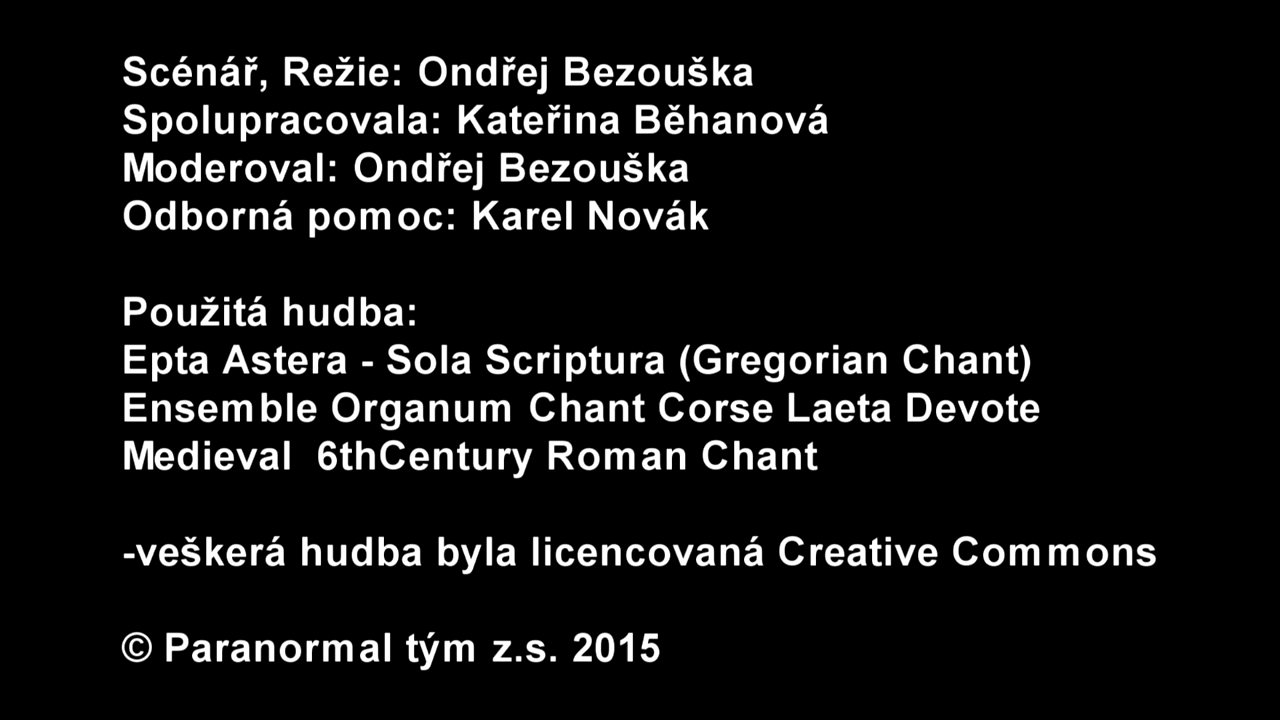 Scénář, Režie: Ondřej Bezouška
Spolupracovala: Kateřina Běhanová
Moderoval: Ondřej Bezouška
Odborná pomoc: Karel Novák
Použitá hudba:
Epta Astera - Sola Scriptura (Gregorian Chant)
Ensemble Organum Chant Corse Laeta Devote
Medieval  6thCentury Roman Chant
-veškerá hudba byla licencovaná Creative Commons
© Paranormal tým z.s. 2015